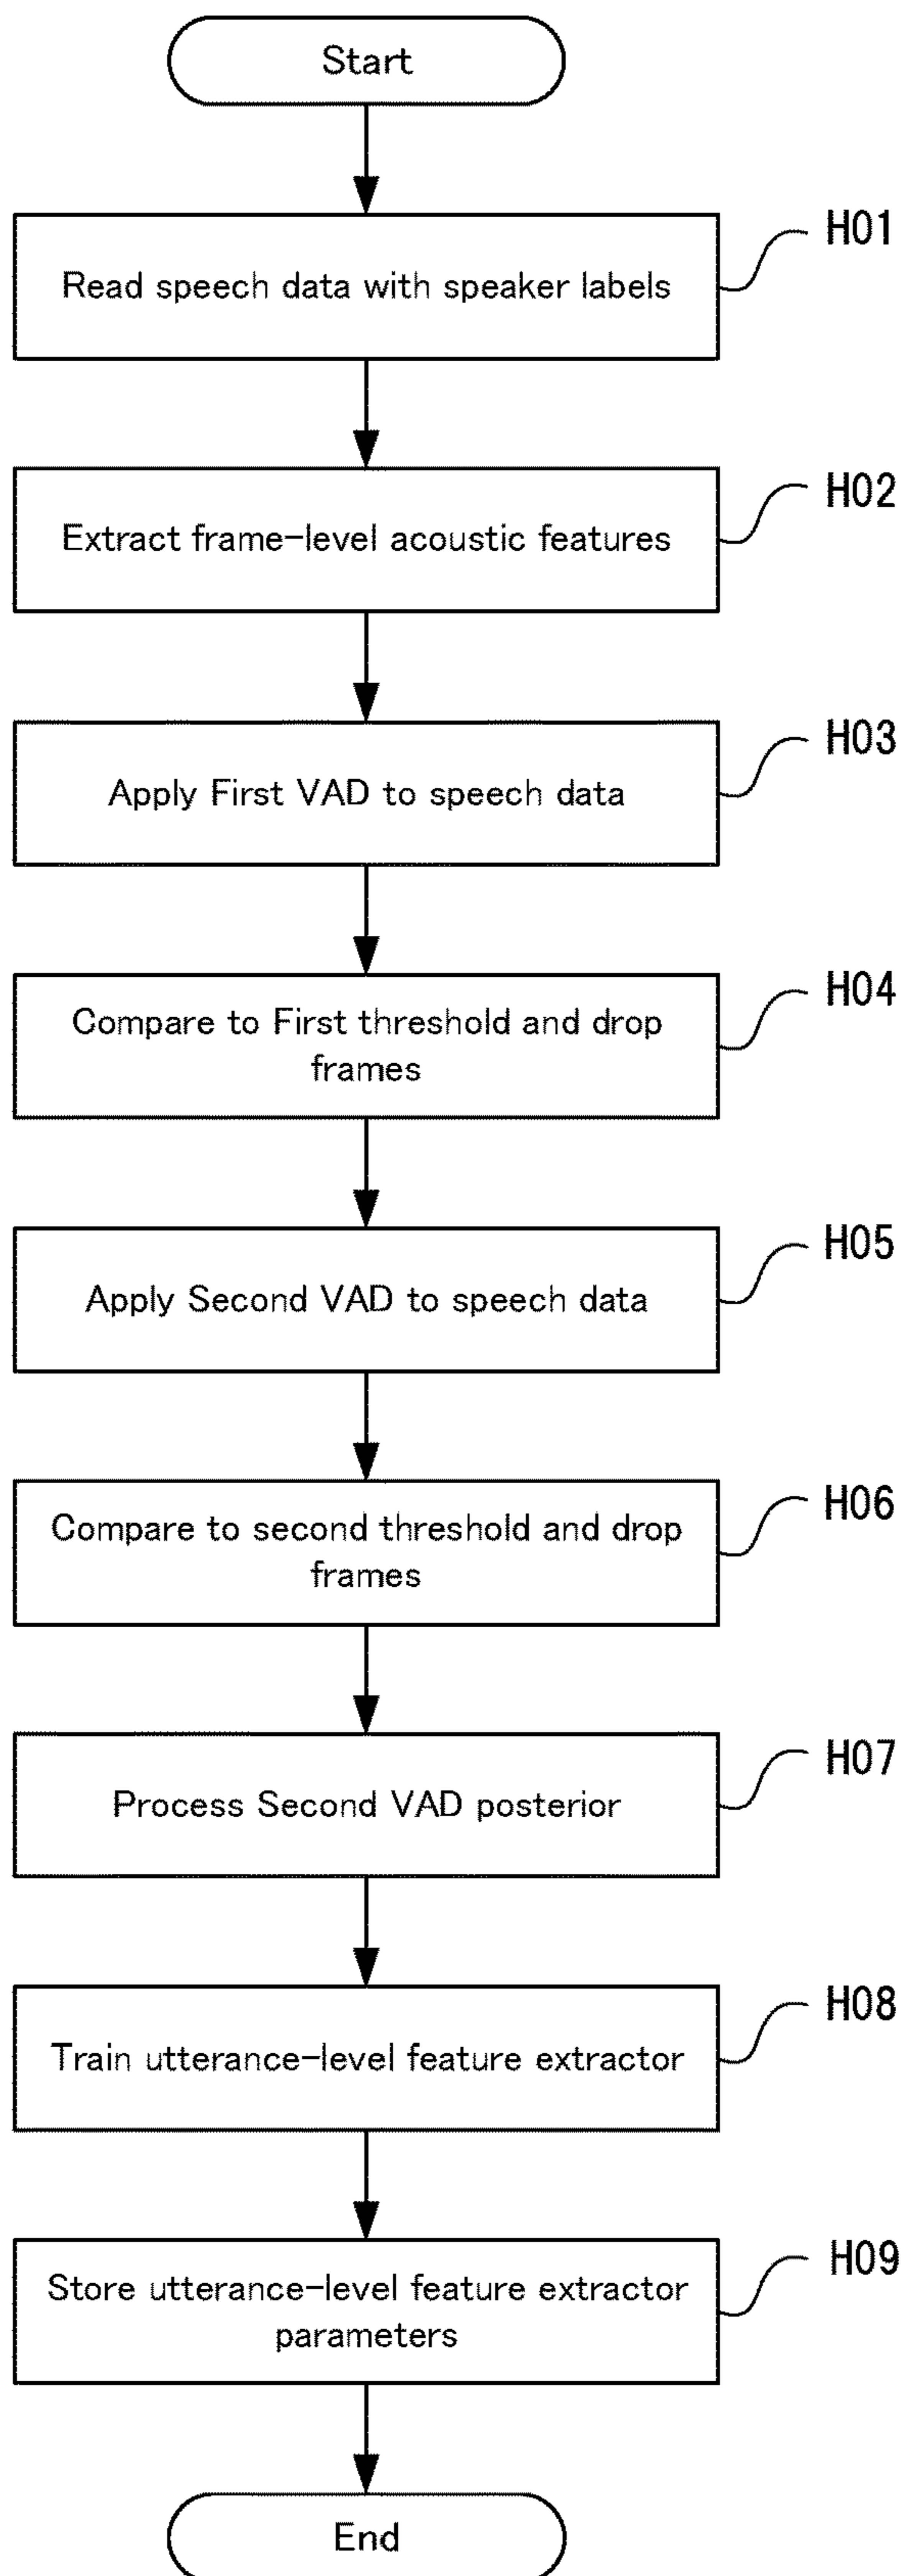 Start
H01
Read speech data with speaker labels
H02
Extract frame-level acoustic features
H03
Apply First VAD to speech data
H04
Compare to First threshold and drop
frames
H05
Apply Second VAD to speech data
H06
Compare to second threshold and drop
frames
H07
Process Second VAD posterior
H08
Train utterance-level feature extractor
H09
Store utterance-level feature extractor
parameters
End